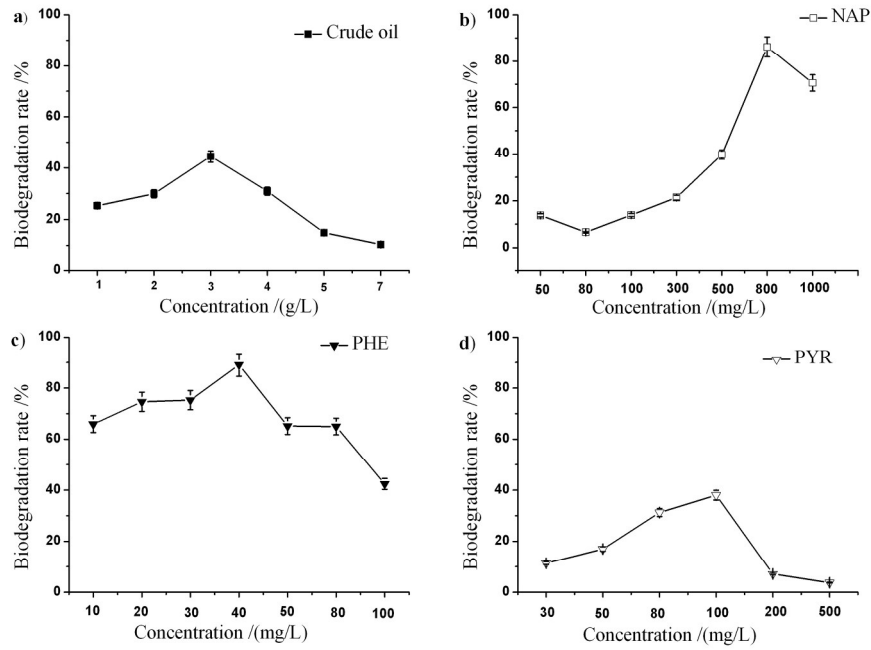 a)
Crude oil
Biodegradation rate /%
100
80
60
40
20
0
1 2 3 4 5 7
Concentration /(g/L)
b)
NAP
Biodegradation rate /%
100
80
60
40
20
0
50 80 100 300 500 800 1000
Concentration /(mg/L)
c)
PHE
Biodegradation rate /%
100
80
60
40
20
0
10 20 30 40 50 80 100
Concentration /(mg/L)
d)
PYR
Biodegradation rate /%
100
80
60
40
20
0
30 50 80 100 200 500
Concentration /(mg/L)